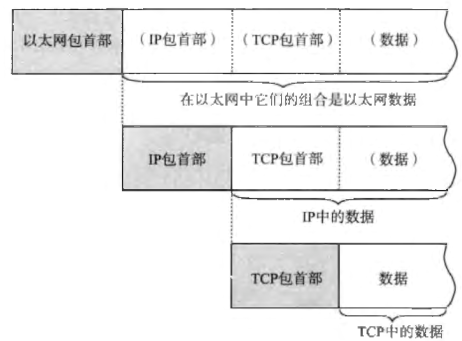 以太网包首部 （IP包首部） （TCP包首部） （数据）
在以太网中它们的组合是以太网数据
IP包首部 TCP包首部 （数据）
IP中的数据
TCP包首部 数据
TCP中的数据